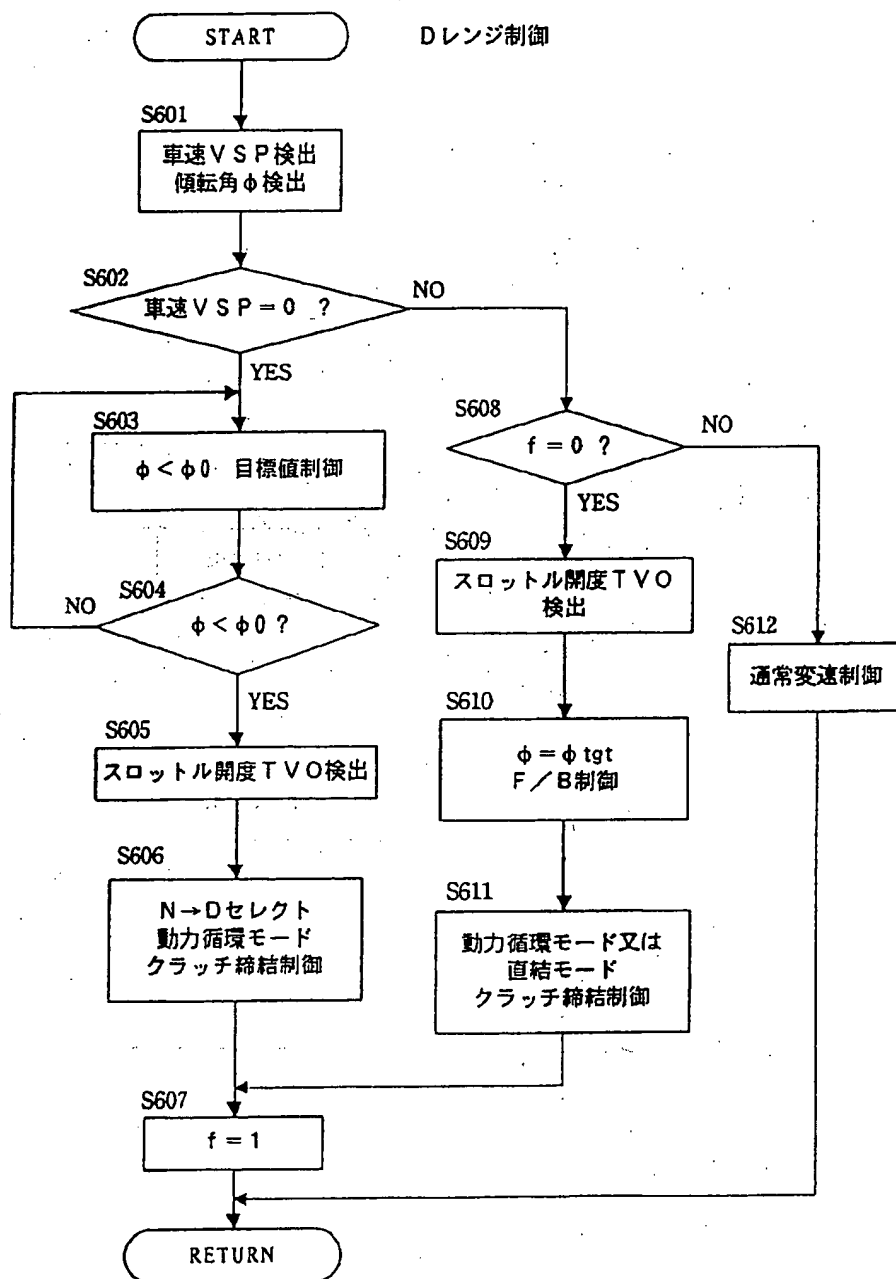 START
Dレンジ制御
S601
車速VSP検出
傾転角φ検出
S602
車速VSP=0 ?
NO
YES
S603
φ<φ0 目標値制御
S604
NO
φ<φ0?
YES
S605
スロットル開度TVO検出
S606
N→Dセレクト
動力循環モード
クラッチ締結制御
S607
f=1
RETURN
S608
f=0?
NO
YES
S609
スロットル開度TVO
検出
S610
φ=φtgt
F/B制御
S611
動力循環モード又は
直結モード
クラッチ締結制御
S612
通常変速制御